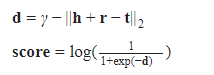 d = γ − ||h + r − t||₂
score = log(1/(1+exp(−d)))